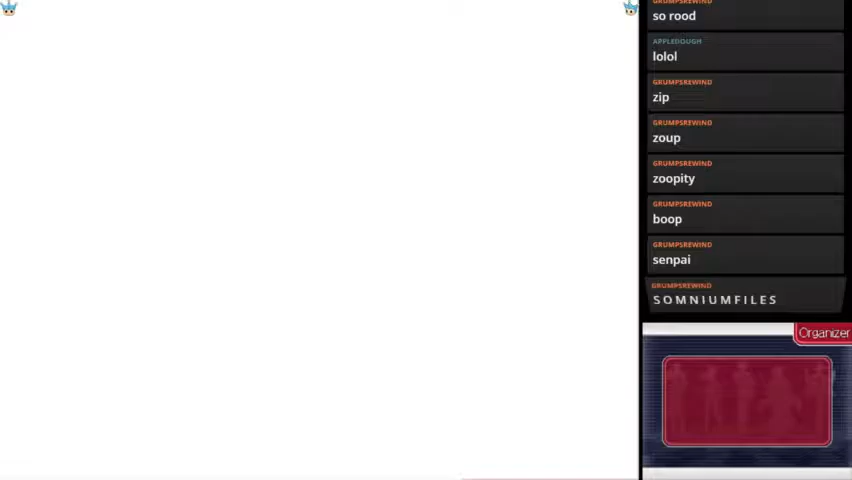 GRUMPSREWIND
so rood
APPLEDOUGH
lolol
GRUMPSREWIND
zip
GRUMPSREWIND
zoup
GRUMPSREWIND
zoopity
GRUMPSREWIND
boop
GRUMPSREWIND
senpai
GRUMPSREWIND
SOMNIUMFILES
Organizer